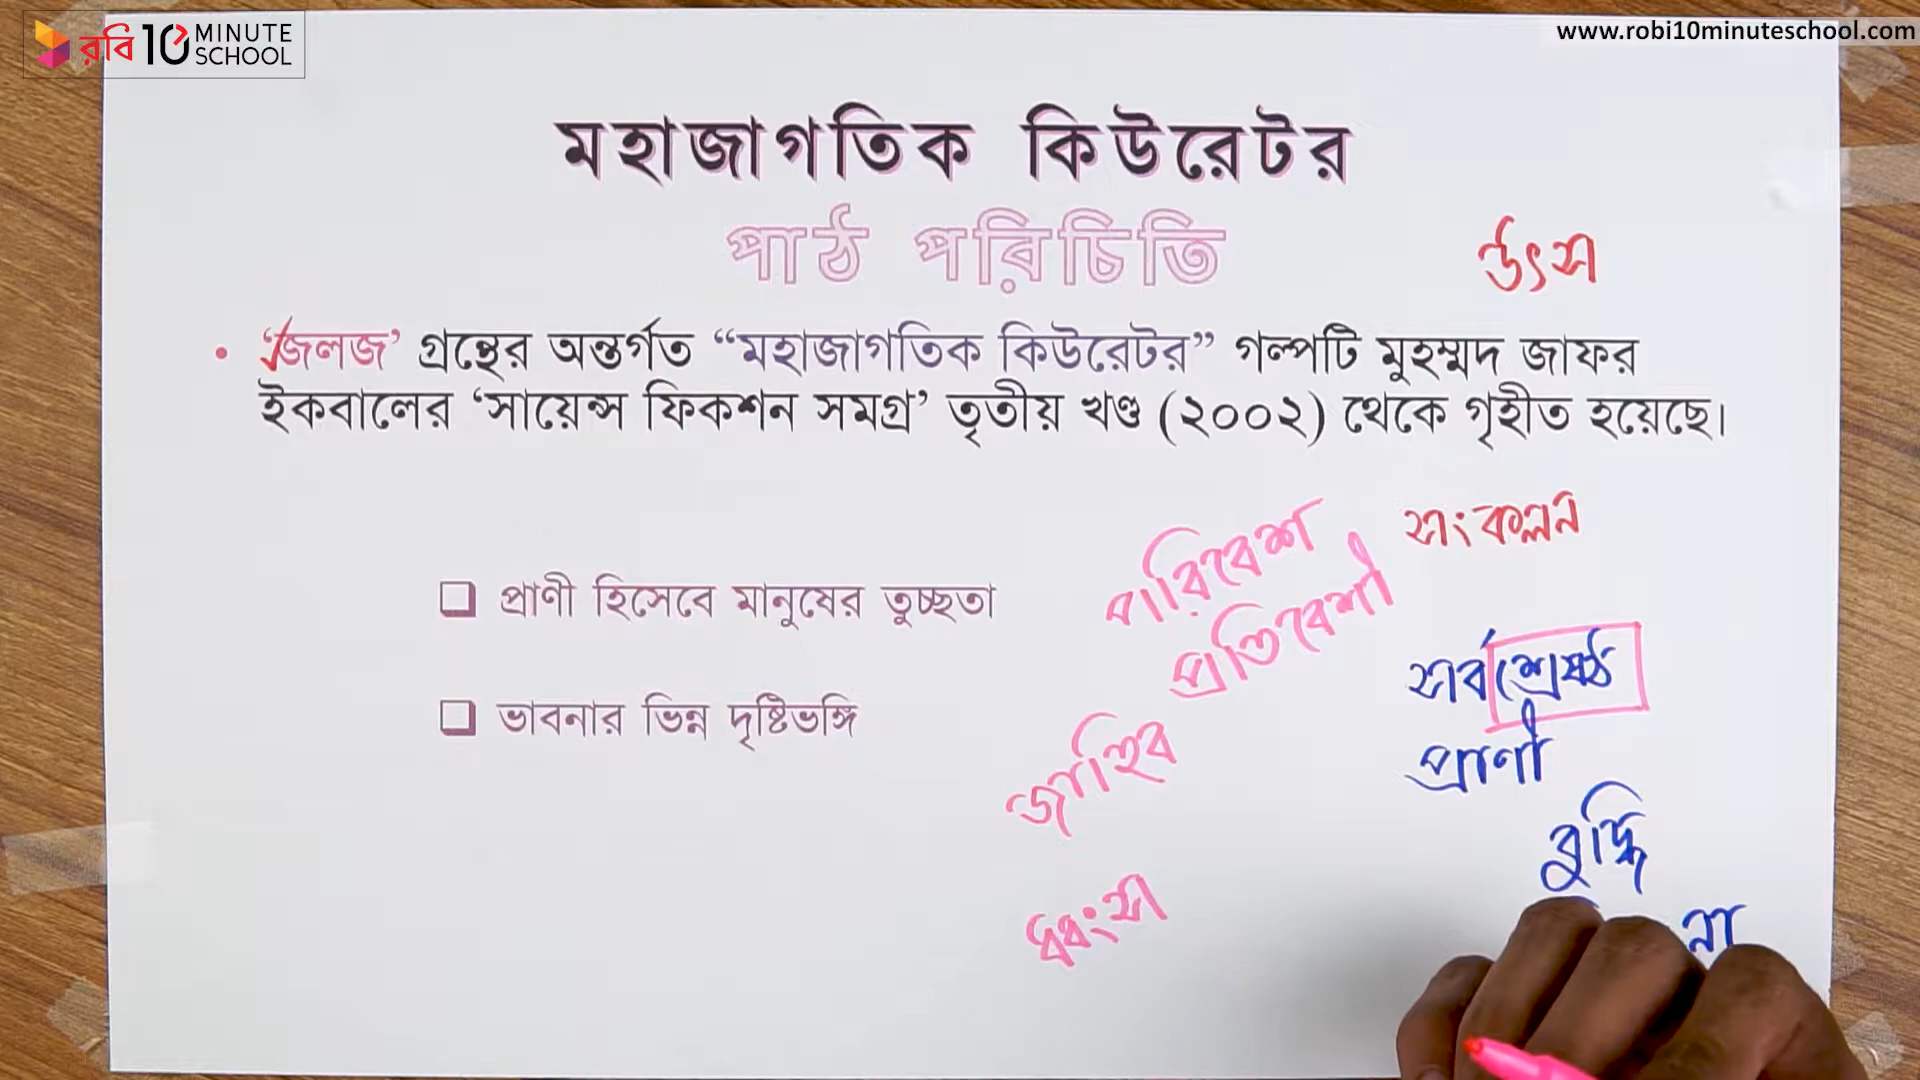 রবি 10 MINUTE SCHOOL
www.robi10minuteschool.com
মহাজাগতিক কিউরেটর
পাঠ পরিচিতি
উৎস
• ‘জলজ’ গ্রন্থের অন্তর্গত “মহাজাগতিক কিউরেটর” গল্পটি মুহম্মদ জাফর
ইকবালের ‘সায়েন্স ফিকশন সমগ্র’ তৃতীয় খণ্ড (২০০২) থেকে গৃহীত হয়েছে।
সংকলন
পারিবেশ
প্রতিবেশী
❑ প্রাণী হিসেবে মানুষের তুচ্ছতা
সর্বশ্রেষ্ঠ
প্রাণী
❑ ভাবনার ভিন্ন দৃষ্টিভঙ্গি
বুদ্ধি
ধ্বংস
না